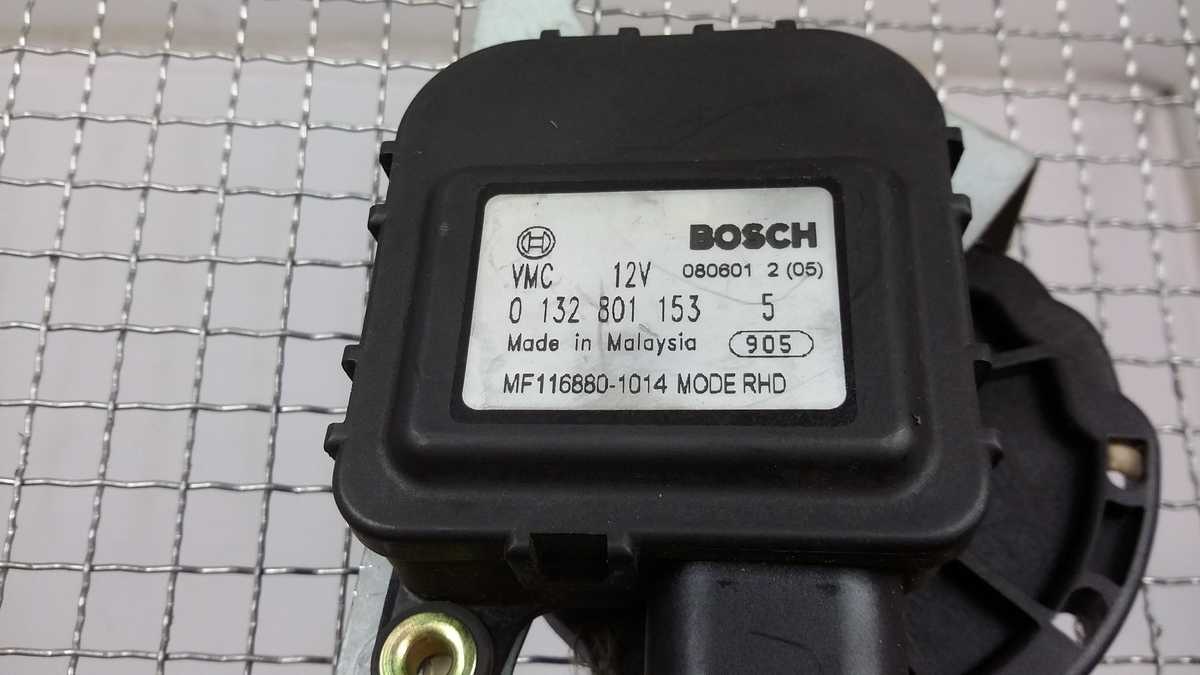 BOSCH
VMC 12V 080601 2 (05)
0 132 801 153 5
Made in Malaysia 905
MF116880-1014 MODE RHD